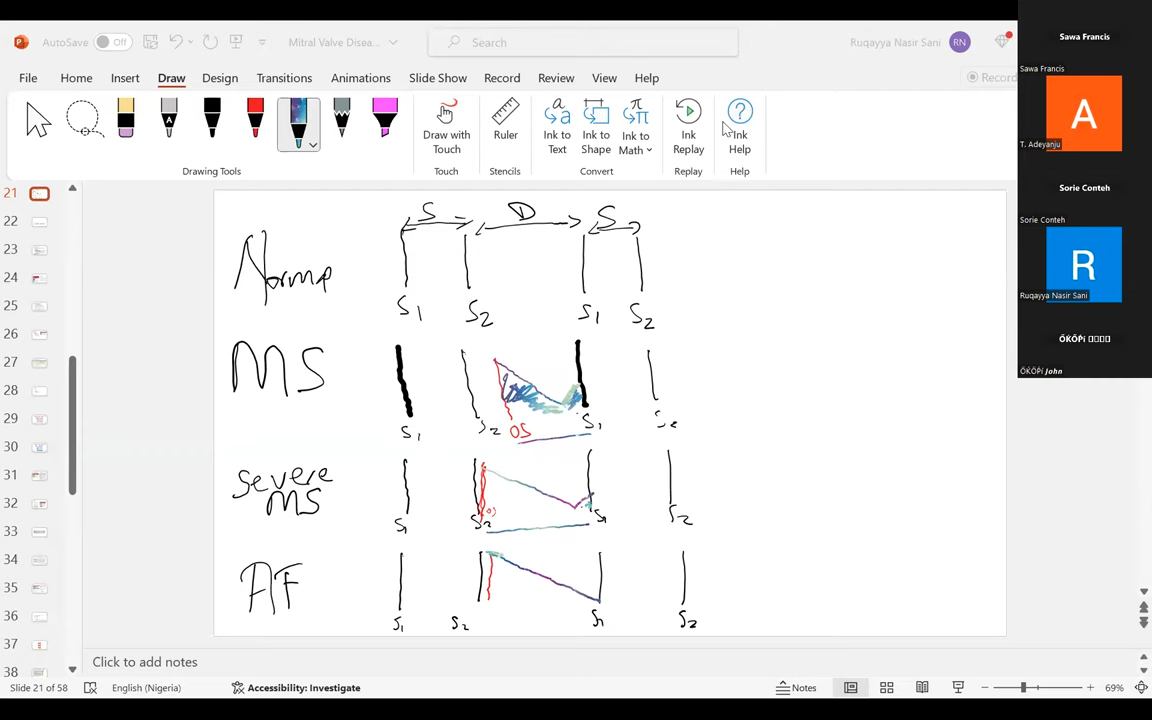 AutoSave Off Mitral Valve Disea... Search Ruqayya Nasir Sani RN
File Home Insert Draw Design Transitions Animations Slide Show Record Review View Help Record
Draw with Touch
Ruler
Ink to Text
Ink to Shape
Ink to Math
Ink Replay
Ink Help
Drawing Tools Touch Stencils Convert Replay Help
21
22
23
24
25
26
27
28
29
30
31
32
33
34
35
36
37
38
S D S
Norma
S1 S2 S1 S2
MS
S1 S2 OS S1 S2
Severe
MS
S1 S2 OS S1 S2
AF
S1 S2 S1 S2
Click to add notes
Slide 21 of 58 English (Nigeria) Accessibility: Investigate Notes 69%
Sawa Francis
Sawa Francis
A
T. Adeyanju
Sorie Conteh
Sorie Conteh
R
Ruqayya Nasir Sani
John